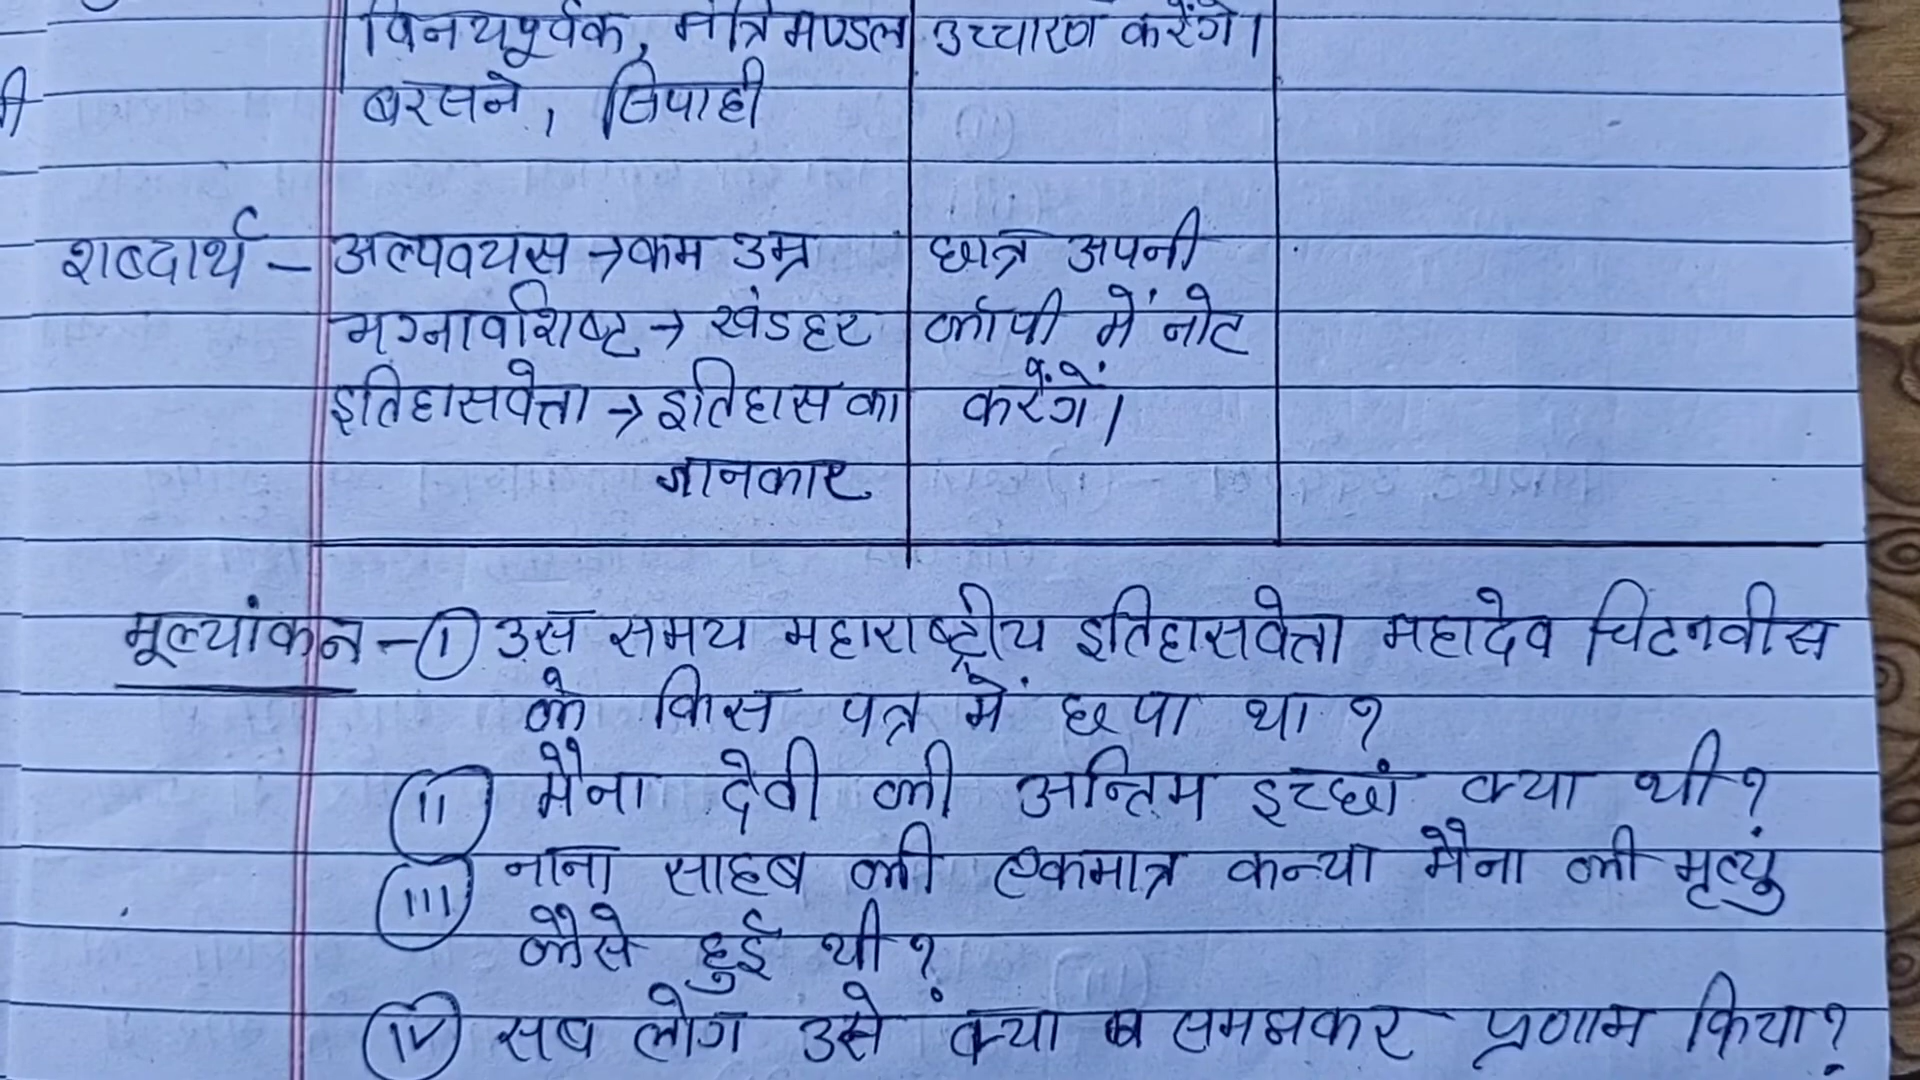 विनयपूर्वक, मंत्रिमण्डल उच्चारण करेंगे।
बरसने, सिपाही
शब्दार्थ – अल्पवयस → कम उम्र छात्र अपनी
भग्नावशिष्ट → खंडहर कॉपी में नोट
इतिहासवेत्ता → इतिहास का करेंगें।
जानकार
मूल्यांकन – (I) उस समय महाराष्ट्रीय इतिहासवेत्ता महादेव चिटनवीस
के किस पत्र में छपा था ?
(II) मैना देवी की अन्तिम इच्छां क्या थी ?
(III) नाना साहब की एकमात्र कन्या मैना की मृत्युं
कैसे हुई थी ?
(IV) सब लोग उसे क्या समझकर प्रणाम किया ?